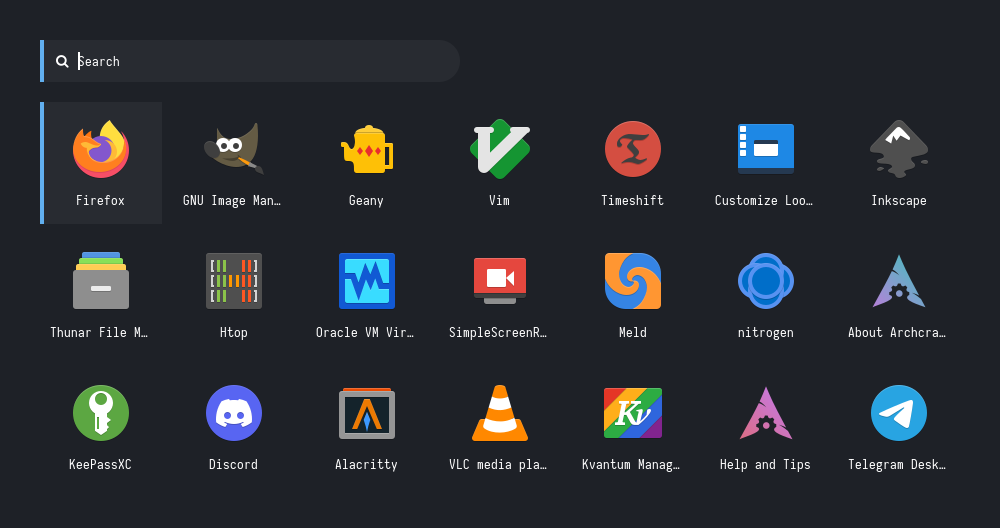 Search
Firefox
GNU Image Man…
Geany
Vim
Timeshift
Customize Loo…
Inkscape
Thunar File M…
Htop
Oracle VM Vir…
SimpleScreenR…
Meld
nitrogen
About Archcra…
KeePassXC
Discord
Alacritty
VLC media pla…
Kv
Kvantum Manag…
Help and Tips
Telegram Desk…